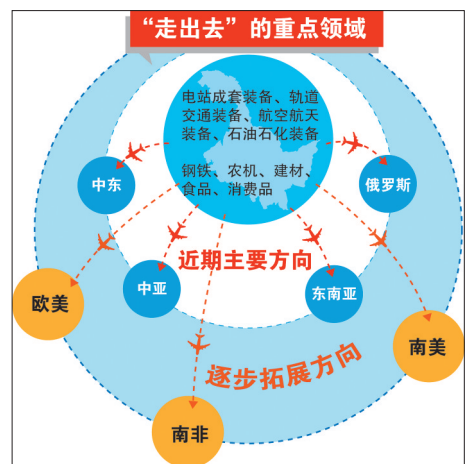 “走出去”的重点领域
电站成套装备、轨道
交通装备、航空航天
装备、石油石化装备
钢铁、农机、建材、
食品、消费品
中东
俄罗斯
近期主要方向
中亚
东南亚
欧美
南美
逐步拓展方向
南非